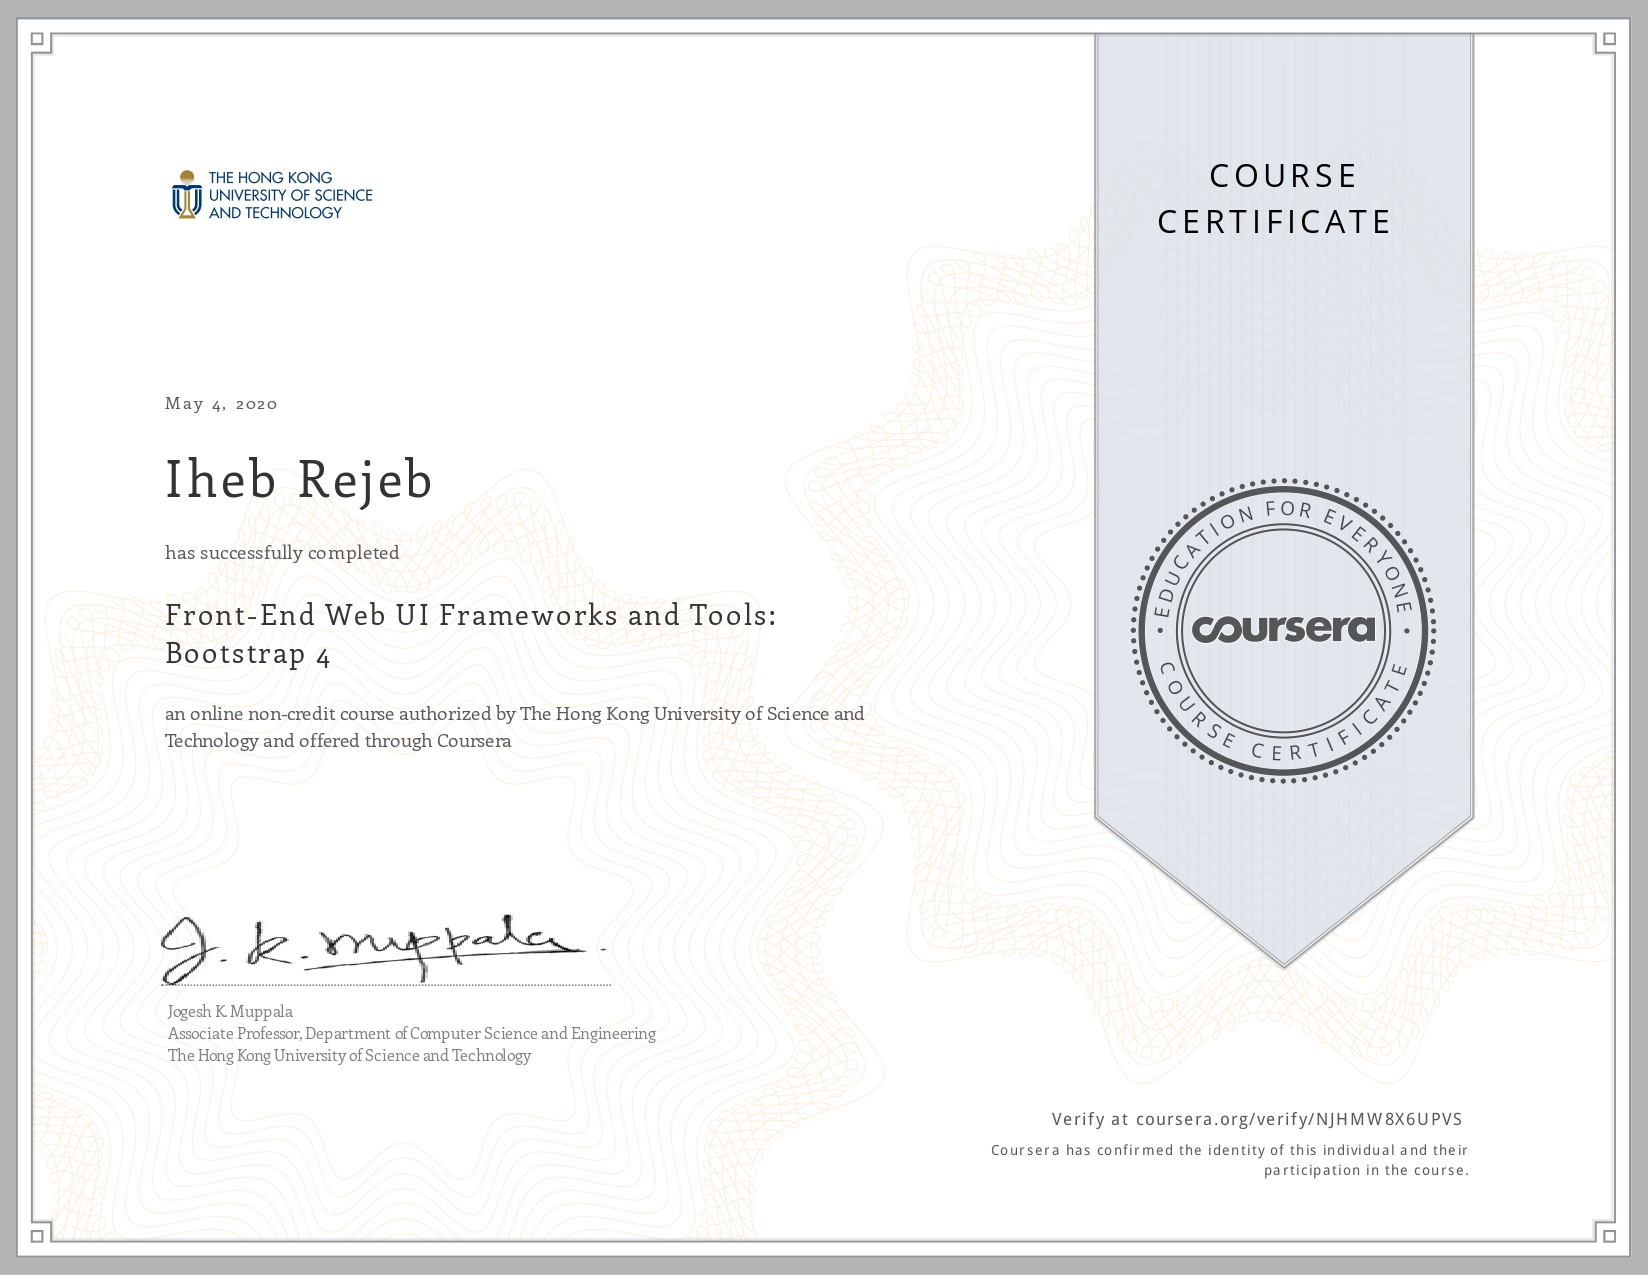 THE HONG KONG
UNIVERSITY OF SCIENCE
AND TECHNOLOGY
COURSE
CERTIFICATE
May 4, 2020
Iheb Rejeb
has successfully completed
Front-End Web UI Frameworks and Tools:
Bootstrap 4
an online non-credit course authorized by The Hong Kong University of Science and
Technology and offered through Coursera
EDUCATION FOR EVERYONE
coursera
COURSE CERTIFICATE
J. K. Muppala.
Jogesh K. Muppala
Associate Professor, Department of Computer Science and Engineering
The Hong Kong University of Science and Technology
Verify at coursera.org/verify/NJHMW8X6UPVS
Coursera has confirmed the identity of this individual and their
participation in the course.